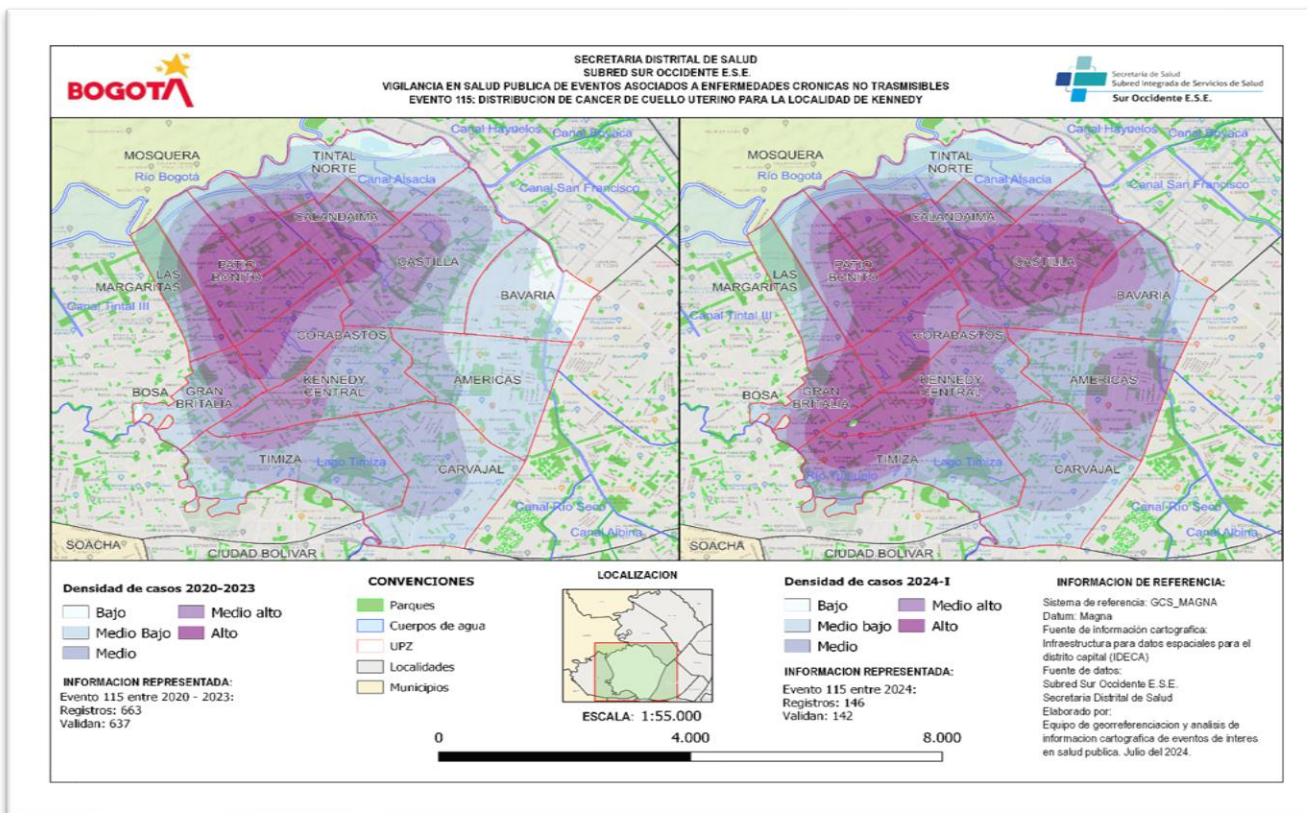 BOGOTA
SECRETARIA DISTRITAL DE SALUD
SUBRED SUR OCCIDENTE E.S.E.
VIGILANCIA EN SALUD PUBLICA DE EVENTOS ASOCIADOS A ENFERMEDADES CRONICAS NO TRASMISIBLES
EVENTO 115: DISTRIBUCION DE CANCER DE CUELLO UTERINO PARA LA LOCALIDAD DE KENNEDY
Secretaría de Salud
Subred Integrada de Servicios de Salud
Sur Occidente E.S.E.
Canal Hayuelos
Canal Boyaca
MOSQUERA
TINTAL
NORTE
Río Bogotá
Canal Alsacia
Canal San Francisco
CALANDAIMA
PATIO
BONITO
CASTILLA
LAS
MARGARITAS
BAVARIA
Canal Tintal III
CORABASTOS
KENNEDY
CENTRAL
AMERICAS
BOSA
GRAN
BRITALIA
TIMIZA
Lago Timiza
CARVAJAL
Canal Río Seco
Canal Albina
SOACHA
CIUDAD BOLIVAR
Canal Hayuelos
Canal Boyaca
MOSQUERA
TINTAL
NORTE
Río Bogotá
Canal Alsacia
Canal San Francisco
CALANDAIMA
PATIO
BONITO
CASTILLA
LAS
MARGARITAS
BAVARIA
Canal Tintal III
CORABASTOS
KENNEDY
CENTRAL
AMERICAS
BOSA
GRAN
BRITALIA
TIMIZA
Lago Timiza
CARVAJAL
Río Tunjuelo
Canal Río Seco
Canal Albina
SOACHA
CIUDAD BOLIVAR
Densidad de casos 2020-2023
Bajo
Medio alto
Medio Bajo
Alto
Medio
INFORMACION REPRESENTADA:
Evento 115 entre 2020 - 2023:
Registros: 663
Validan: 637
CONVENCIONES
Parques
Cuerpos de agua
UPZ
Localidades
Municipios
LOCALIZACION
ESCALA: 1:55.000
0 4.000 8.000
Densidad de casos 2024-I
Bajo
Medio alto
Medio bajo
Alto
Medio
INFORMACION REPRESENTADA:
Evento 115 entre 2024:
Registros: 146
Validan: 142
INFORMACION DE REFERENCIA:
Sistema de referencia: GCS_MAGNA
Datum: Magna
Fuente de información cartografica:
Infraestructura para datos espaciales para el
distrito capital (IDECA)
Fuente de datos:
Subred Sur Occidente E.S.E.
Secretaria Distrital de Salud
Elaborado por:
Equipo de georreferenciacion y analisis de
informacion cartografica de eventos de interes
en salud publica. Julio del 2024.